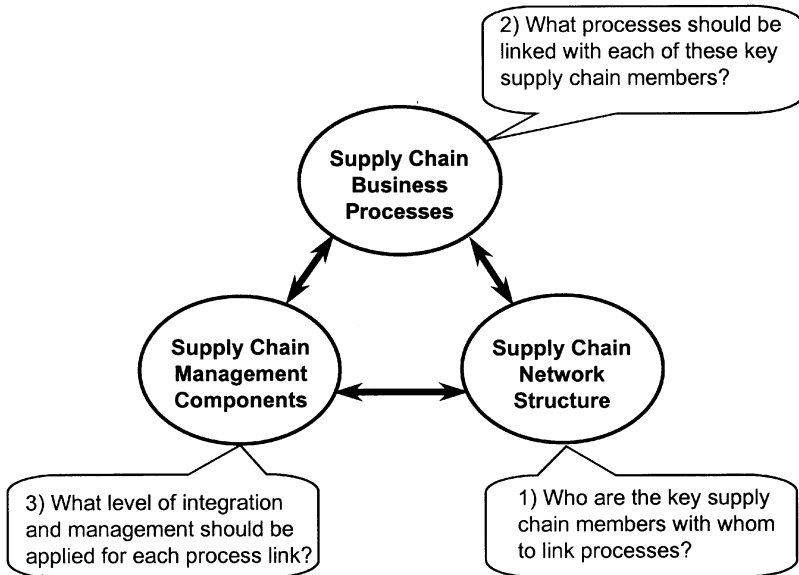 2) What processes should be
linked with each of these key
supply chain members?
Supply Chain
Business
Processes
Supply Chain
Management
Components
Supply Chain
Network
Structure
3) What level of integration
and management should be
applied for each process link?
1) Who are the key supply
chain members with whom
to link processes?